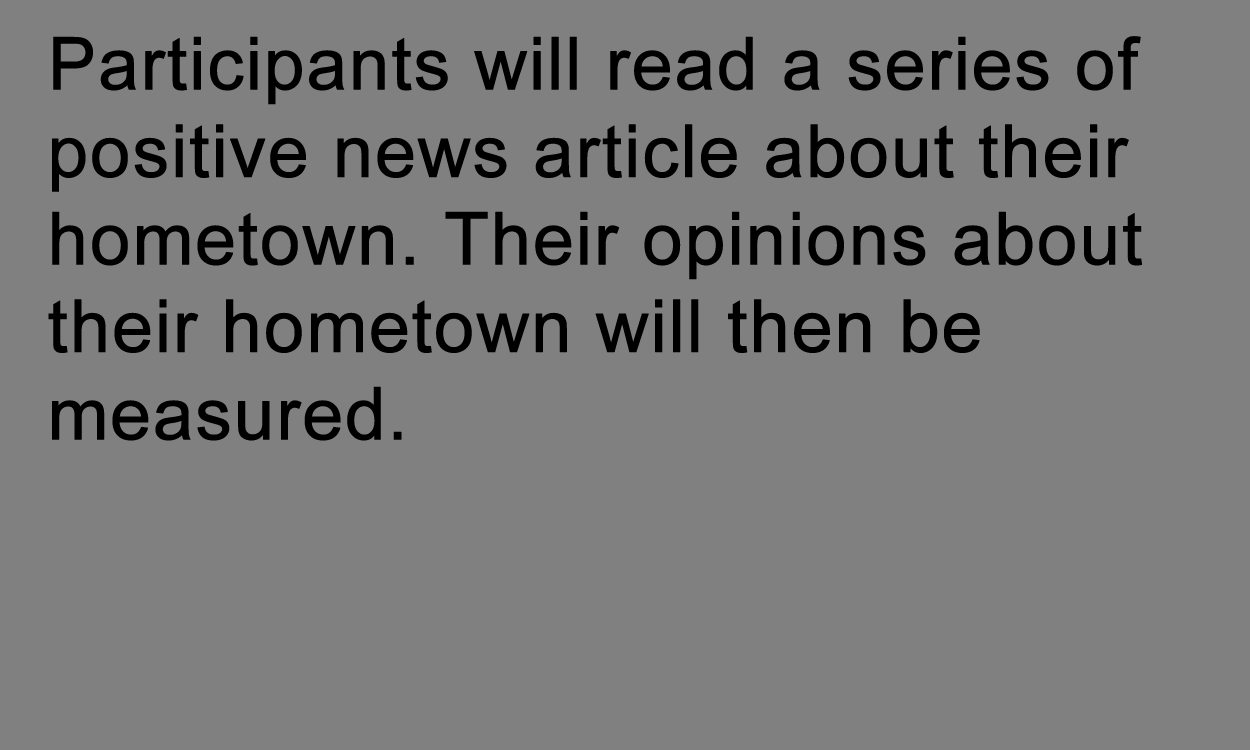 Participants will read a series of
positive news article about their
hometown. Their opinions about
their hometown will then be
measured.